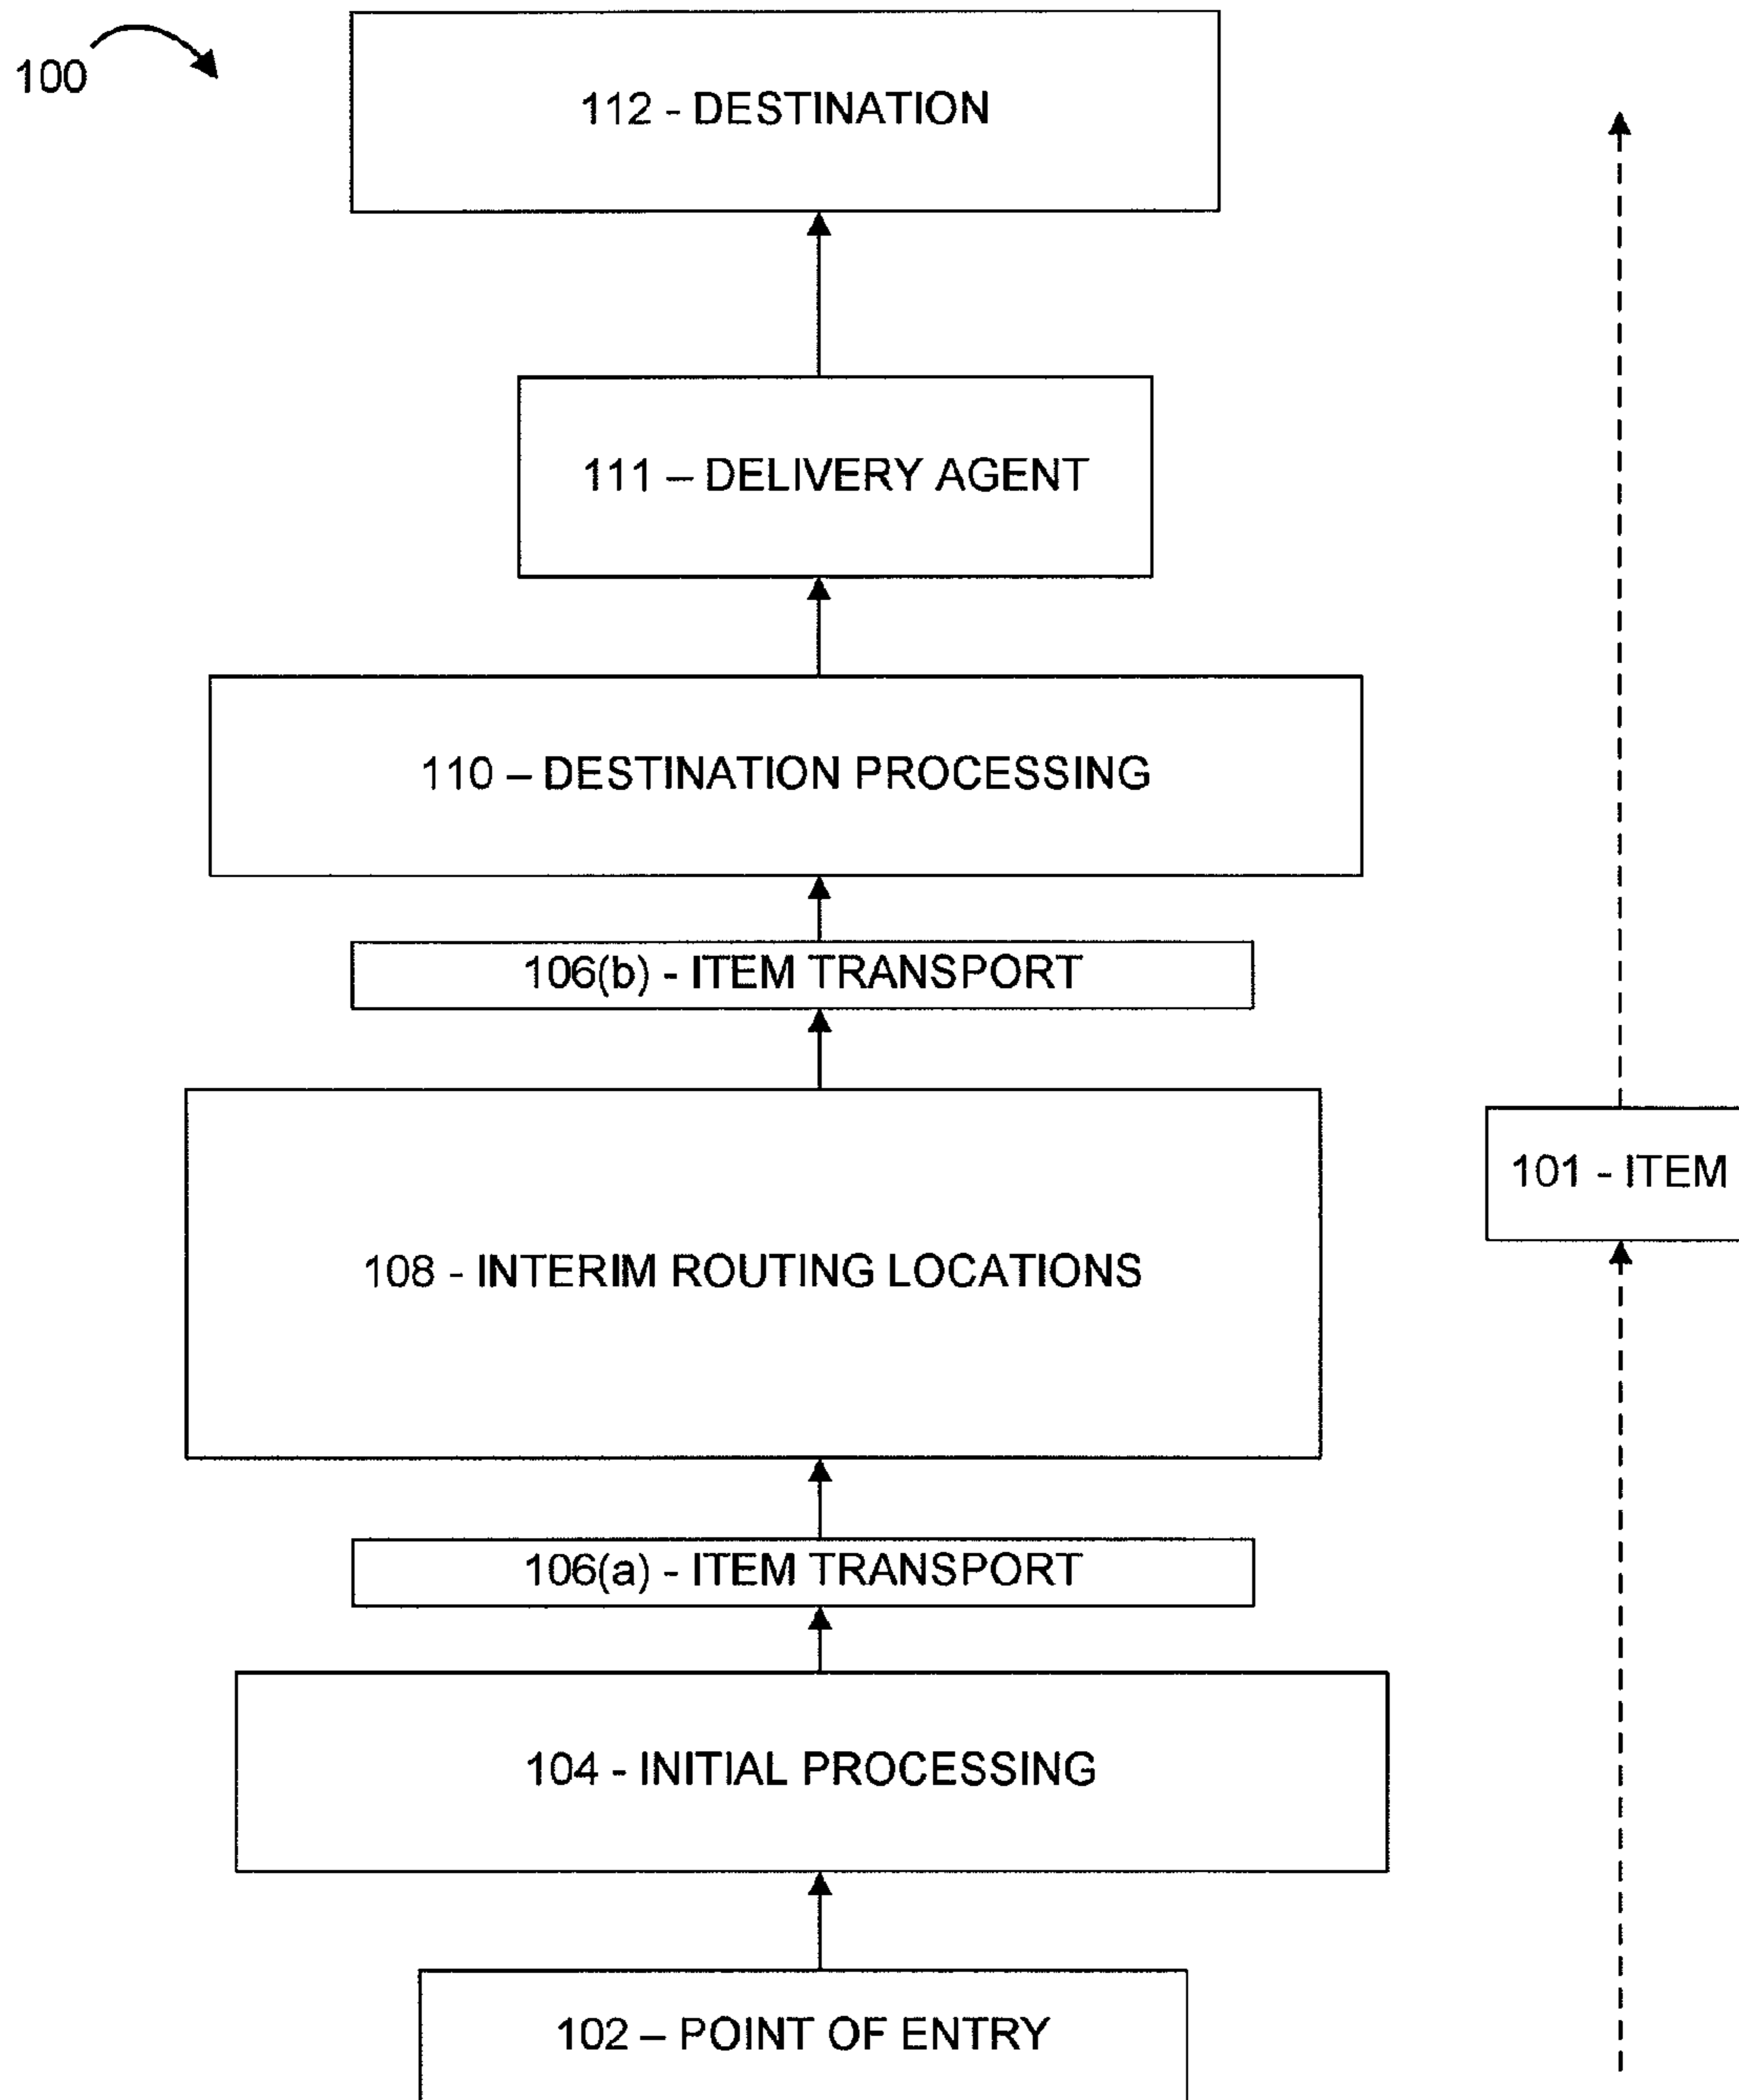 100
112 - DESTINATION
111 – DELIVERY AGENT
110 – DESTINATION PROCESSING
106(b) - ITEM TRANSPORT
101 - ITEM
108 - INTERIM ROUTING LOCATIONS
106(a) - ITEM TRANSPORT
104 - INITIAL PROCESSING
102 – POINT OF ENTRY